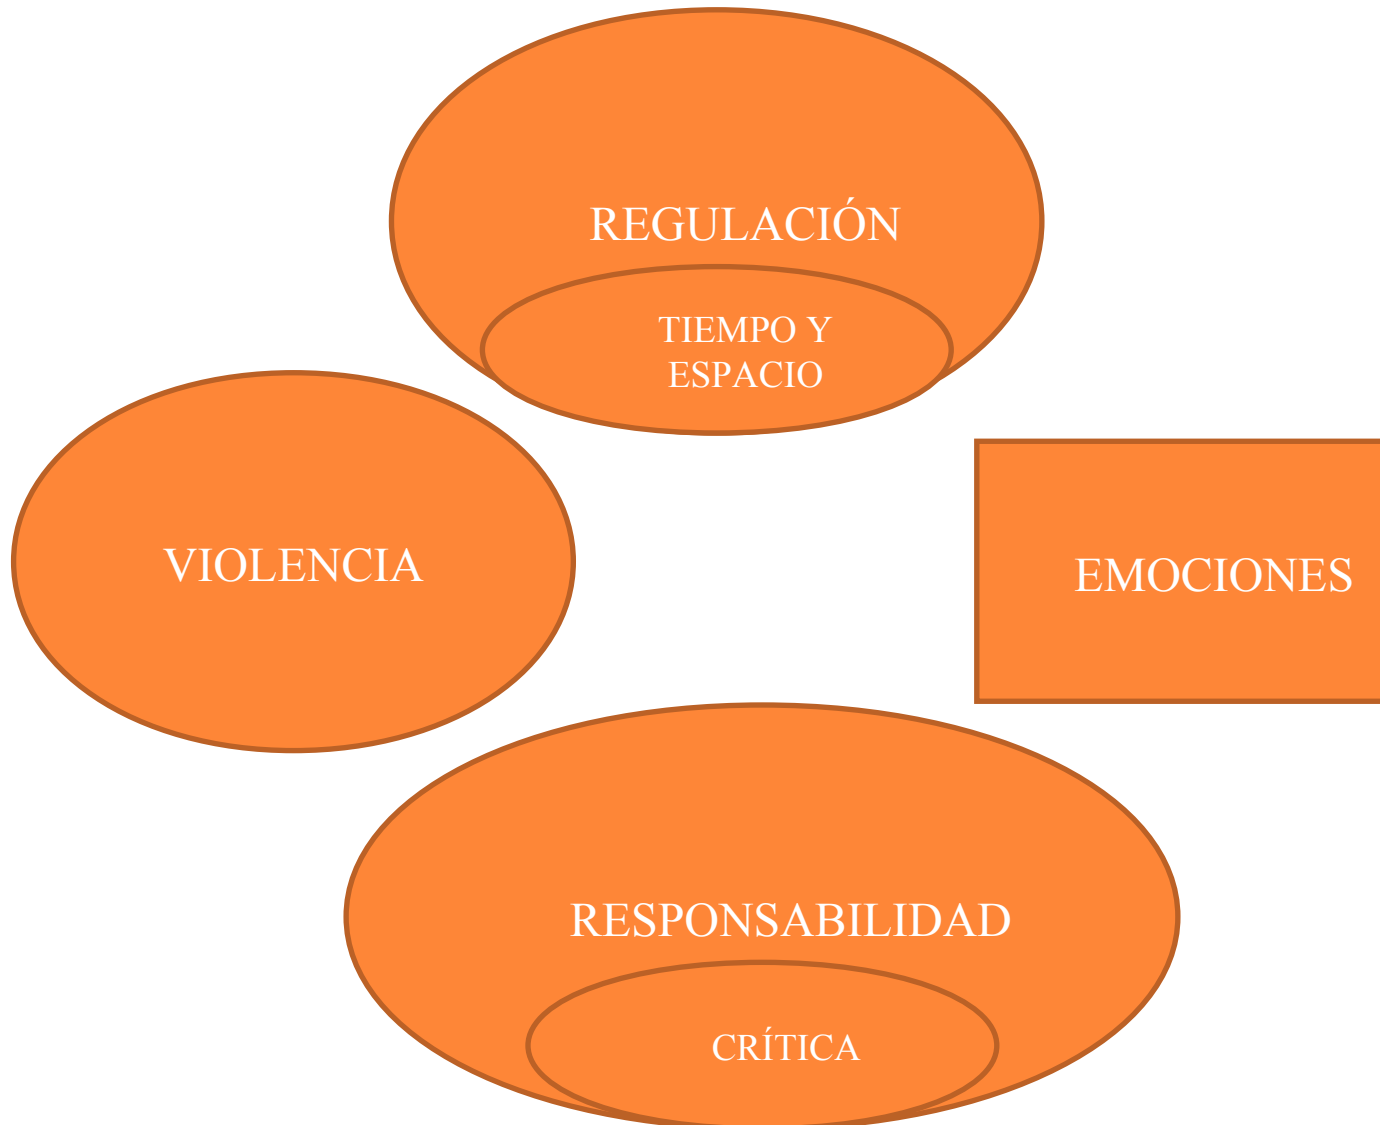 REGULACIÓN
TIEMPO Y
ESPACIO
VIOLENCIA
EMOCIONES
RESPONSABILIDAD
CRÍTICA